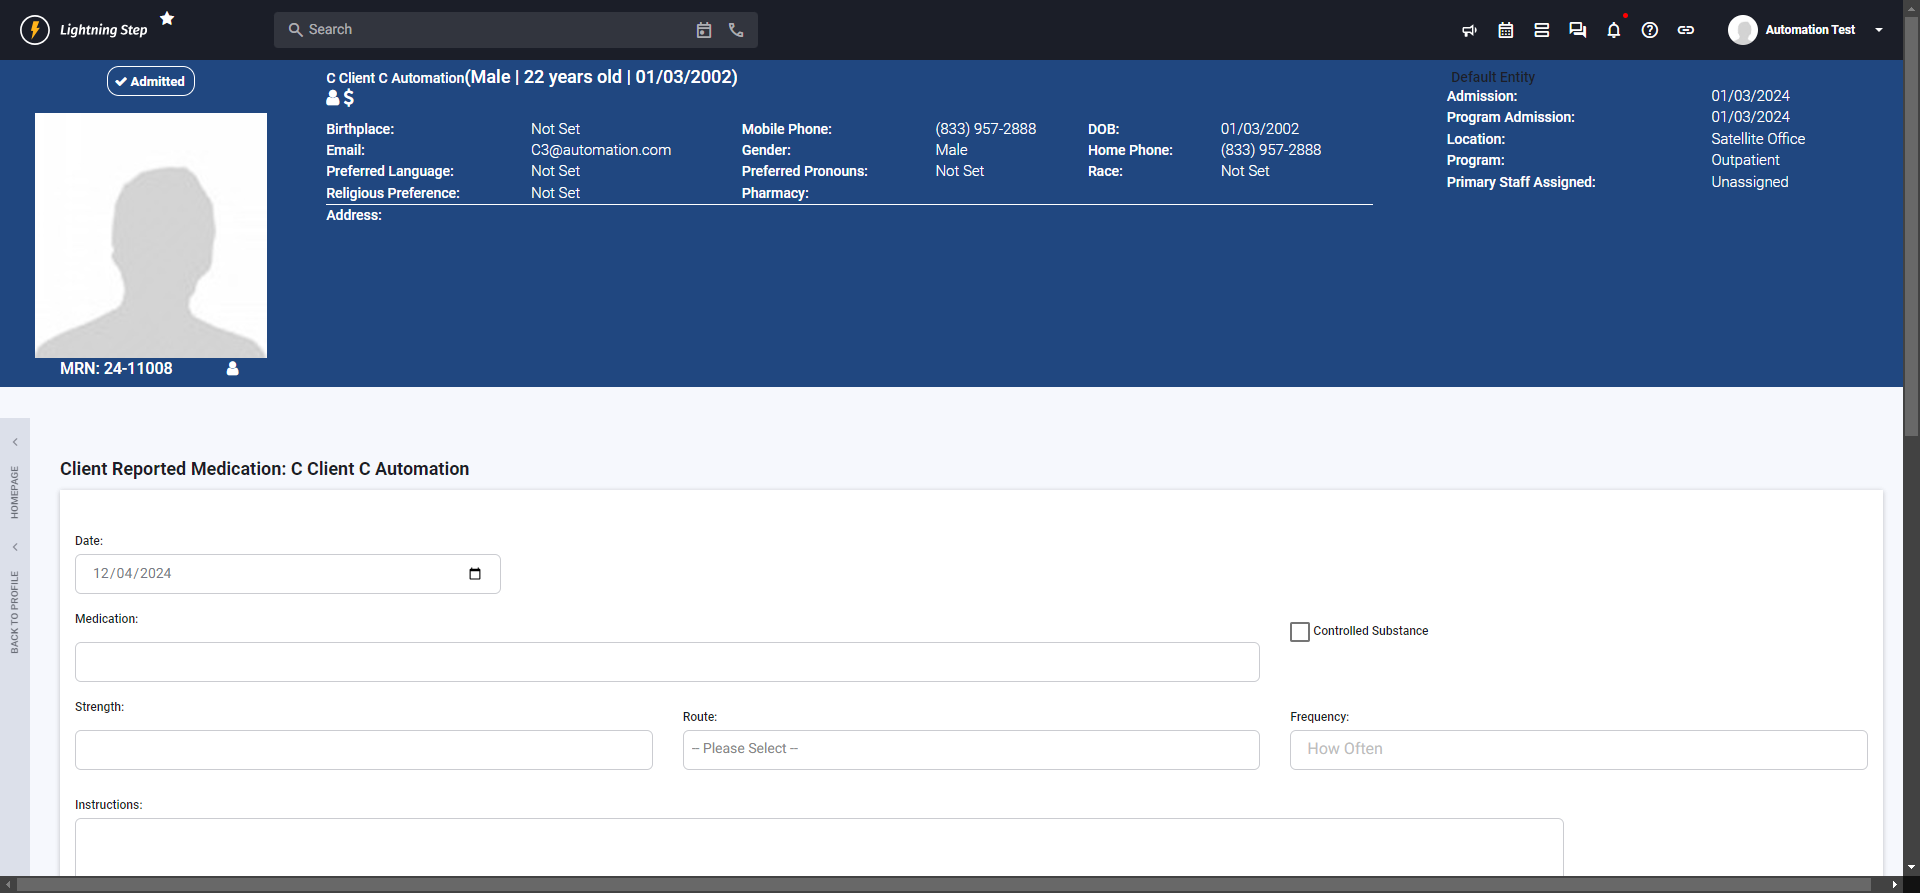 Lightning Step
Search
Automation Test
Admitted
C Client C Automation(Male | 22 years old | 01/03/2002)
$
Birthplace: Not Set Mobile Phone: (833) 957-2888 DOB: 01/03/2002
Email: C3@automation.com Gender: Male Home Phone: (833) 957-2888
Preferred Language: Not Set Preferred Pronouns: Not Set Race: Not Set
Religious Preference: Not Set Pharmacy:
Address:
Default Entity
Admission: 01/03/2024
Program Admission: 01/03/2024
Location: Satellite Office
Program: Outpatient
Primary Staff Assigned: Unassigned
MRN: 24-11008
HOMEPAGE
BACK TO PROFILE
Client Reported Medication: C Client C Automation
Date:
12/04/2024
Medication:
Controlled Substance
Strength:
Route:
-- Please Select --
Frequency:
How Often
Instructions: